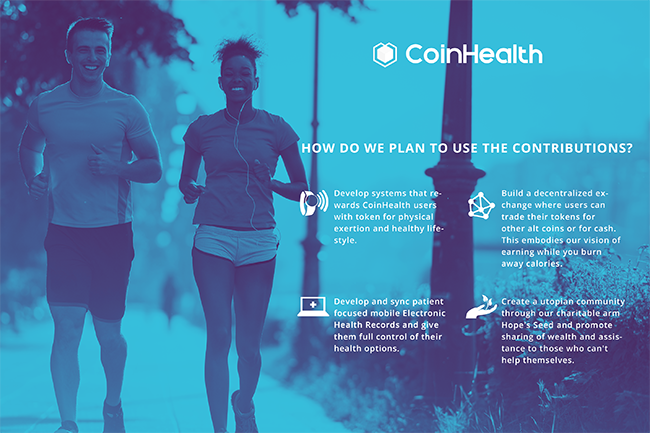 CoinHealth
HOW DO WE PLAN TO USE THE CONTRIBUTIONS?
Develop systems that re-
wards CoinHealth users
with token for physical
exertion and healthy life-
style.
Build a decentralized ex-
change where users can
trade their tokens for
other alt coins or for cash.
This embodies our vision of
earning while you burn
away calories.
Develop and sync patient
focused mobile Electronic
Health Records and give
them full control of their
health options.
Create a utopian community
through our charitable arm
Hope's Seed and promote
sharing of wealth and assis-
tance to those who can't
help themselves.